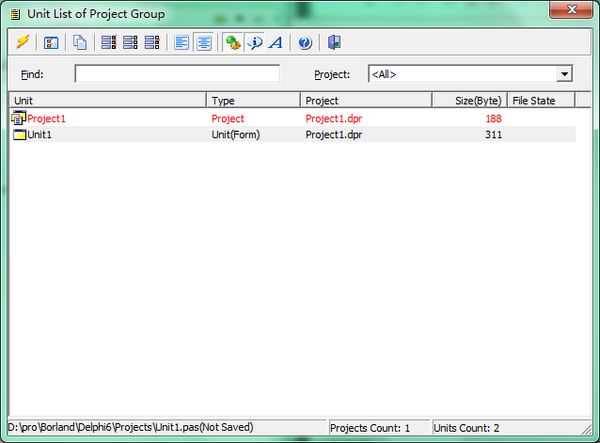 Unit List of Project Group
Find: Project: <All>
Unit Type Project Size(Byte) File State
Project1 Project Project1.dpr 188
Unit1 Unit(Form) Project1.dpr 311
D:\pro\Borland\Delphi6\Projects\Unit1.pas(Not Saved) Projects Count: 1 Units Count: 2